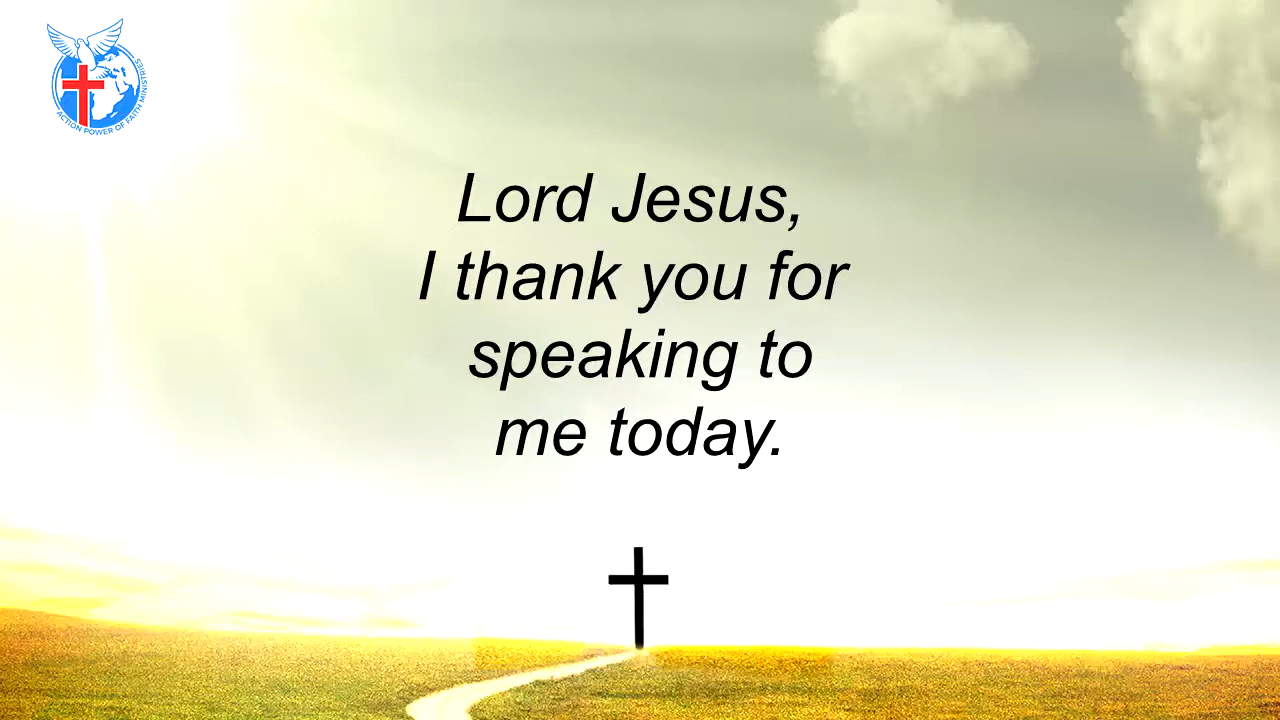 ACTION POWER OF FAITH MINISTRIES
Lord Jesus,
I thank you for
speaking to
me today.